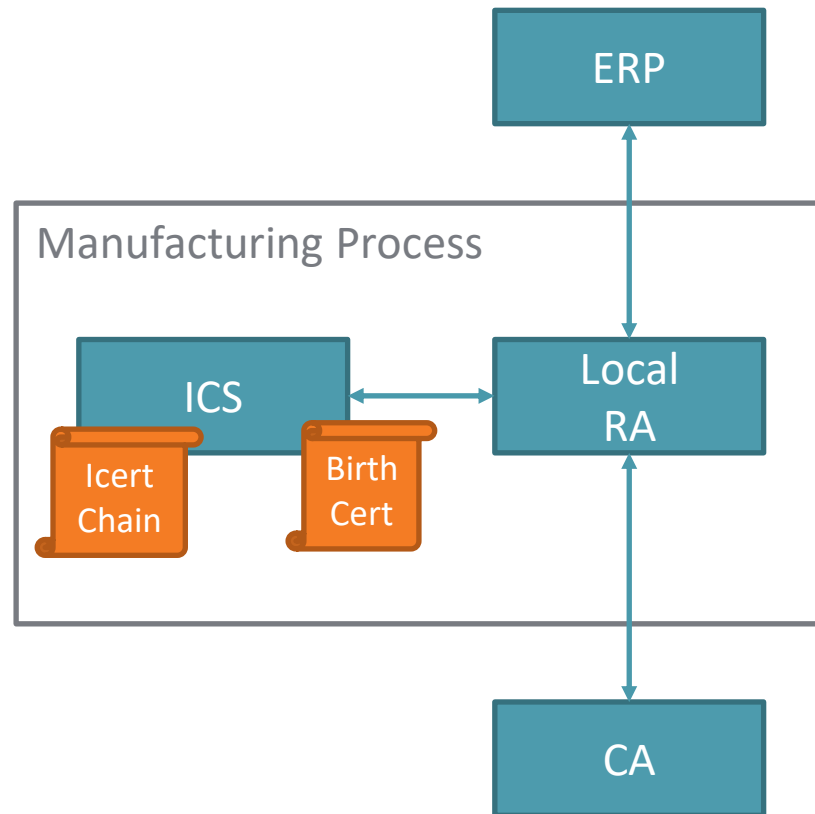 ERP
Manufacturing Process
ICS
Local
RA
Icert
Chain
Birth
Cert
CA